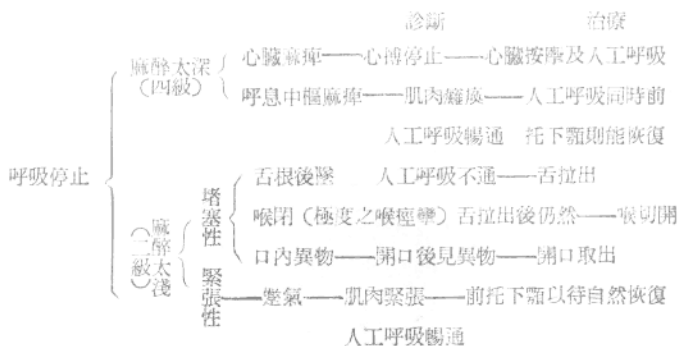 診斷 治療
心臟麻痺——心搏停止——心臟按摩及人工呼吸
麻醉太深
(四級)
呼息中樞麻痺——肌肉癱瘓——人工呼吸同時前
人工呼吸暢通 托下顎則能恢復
呼吸停止
舌根後墜 人工呼吸不通——舌拉出
堵塞性
喉閉(極度之喉痙攣)舌拉出後仍然——喉切開
麻醉太淺
(二級)
口內異物——開口後見異物——開口取出
緊張性——蹩氣——肌肉緊張——前托下顎以待自然恢復
人工呼吸暢通